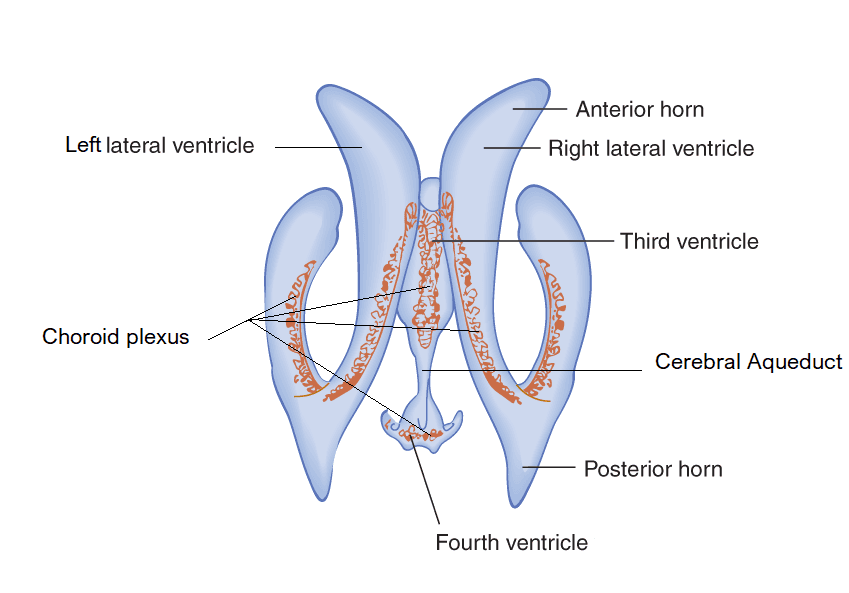 Anterior horn
Left lateral ventricle
Right lateral ventricle
Third ventricle
Choroid plexus
Cerebral Aqueduct
Posterior horn
Fourth ventricle